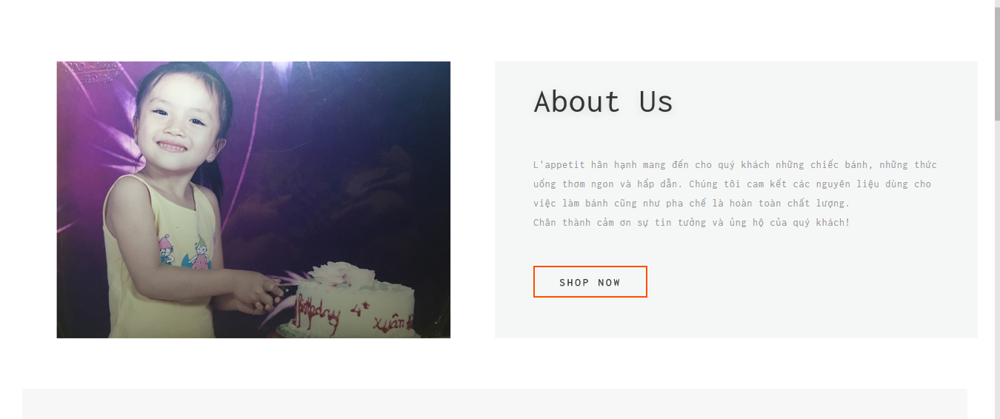 About Us
L'appetit hân hạnh mang đến cho quý khách những chiếc bánh, những thức
uống thơm ngon và hấp dẫn. Chúng tôi cam kết các nguyên liệu dùng cho
việc làm bánh cũng như pha chế là hoàn toàn chất lượng.
Chân thành cảm ơn sự tin tưởng và ủng hộ của quý khách!
SHOP NOW
Birthday 4t
Xuân